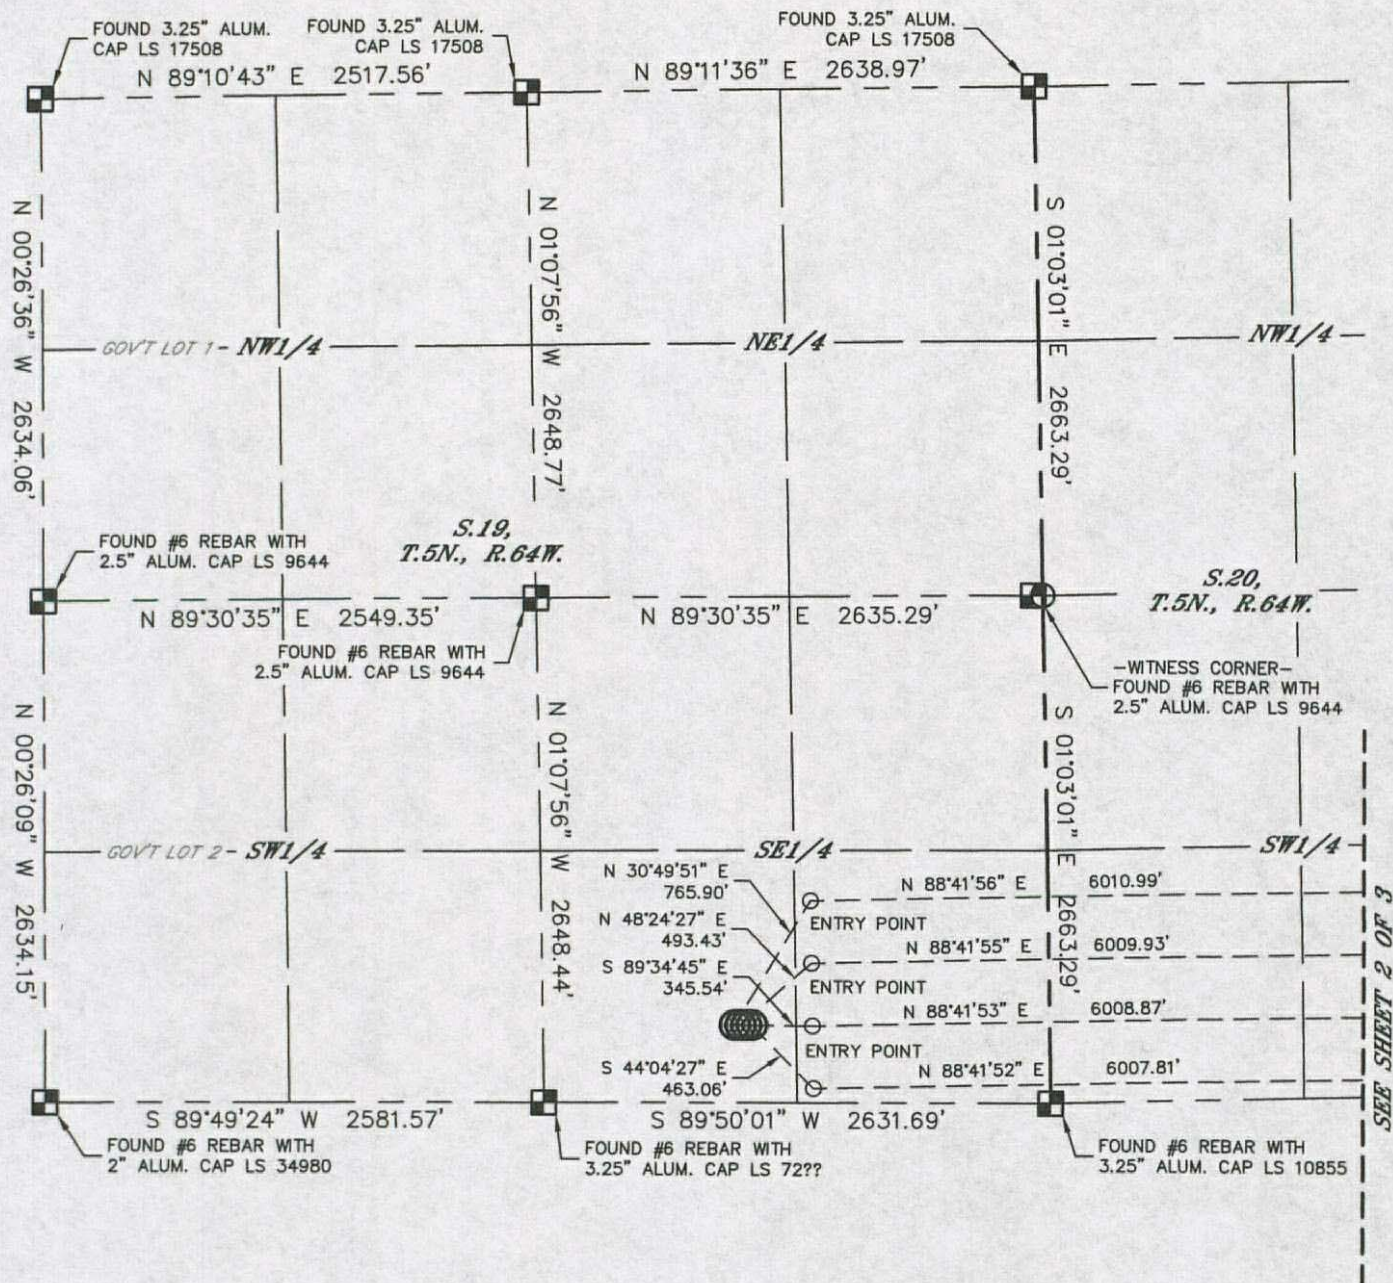 FOUND 3.25" ALUM.
CAP LS 17508
FOUND 3.25" ALUM.
CAP LS 17508
FOUND 3.25" ALUM.
CAP LS 17508
N 89°10'43" E 2517.56'
N 89°11'36" E 2638.97'
N 00°26'36" W 2634.06'
N 01°07'56" W 2648.77'
S 01°03'01" E 2663.29'
GOV'T LOT 1 - NW1/4
NE1/4
NW1/4
S.19,
T.5N., R.64W.
FOUND #6 REBAR WITH
2.5" ALUM. CAP LS 9644
S.20,
T.5N., R.64W.
N 89°30'35" E 2549.35'
N 89°30'35" E 2635.29'
FOUND #6 REBAR WITH
2.5" ALUM. CAP LS 9644
-WITNESS CORNER-
FOUND #6 REBAR WITH
2.5" ALUM. CAP LS 9644
N 00°26'09" W 2634.15'
N 01°07'56" W 2648.44'
S 01°03'01" E 2663.29'
GOV'T LOT 2 - SW1/4
SE1/4
SW1/4
N 30°49'51" E
765.90'
N 88°41'56" E 6010.99'
ENTRY POINT
N 48°24'27" E
493.43'
N 88°41'55" E 6009.93'
ENTRY POINT
S 89°34'45" E
345.54'
N 88°41'53" E 6008.87'
ENTRY POINT
S 44°04'27" E
463.06'
N 88°41'52" E 6007.81'
SEE SHEET 2 OF 3
S 89°49'24" W 2581.57'
S 89°50'01" W 2631.69'
FOUND #6 REBAR WITH
2" ALUM. CAP LS 34980
FOUND #6 REBAR WITH
3.25" ALUM. CAP LS 72??
FOUND #6 REBAR WITH
3.25" ALUM. CAP LS 10855